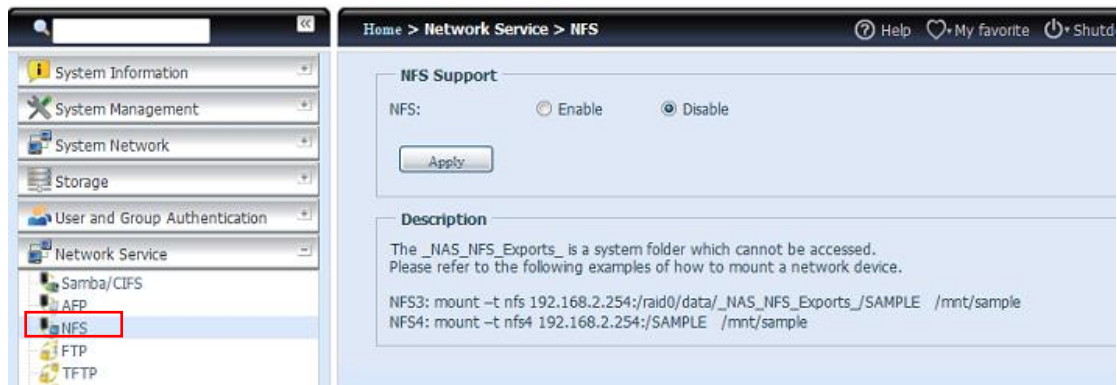 Home > Network Service > NFS
Help My favorite
System Information
System Management
System Network
Storage
User and Group Authentication
Network Service
Samba/CIFS
AFP
NFS
FTP
TFTP
NFS Support
NFS: Enable Disable
Apply
Description
The _NAS_NFS_Exports_ is a system folder which cannot be accessed.
Please refer to the following examples of how to mount a network device.
NFS3: mount –t nfs 192.168.2.254:/raid0/data/_NAS_NFS_Exports_/SAMPLE /mnt/sample
NFS4: mount –t nfs4 192.168.2.254:/SAMPLE /mnt/sample